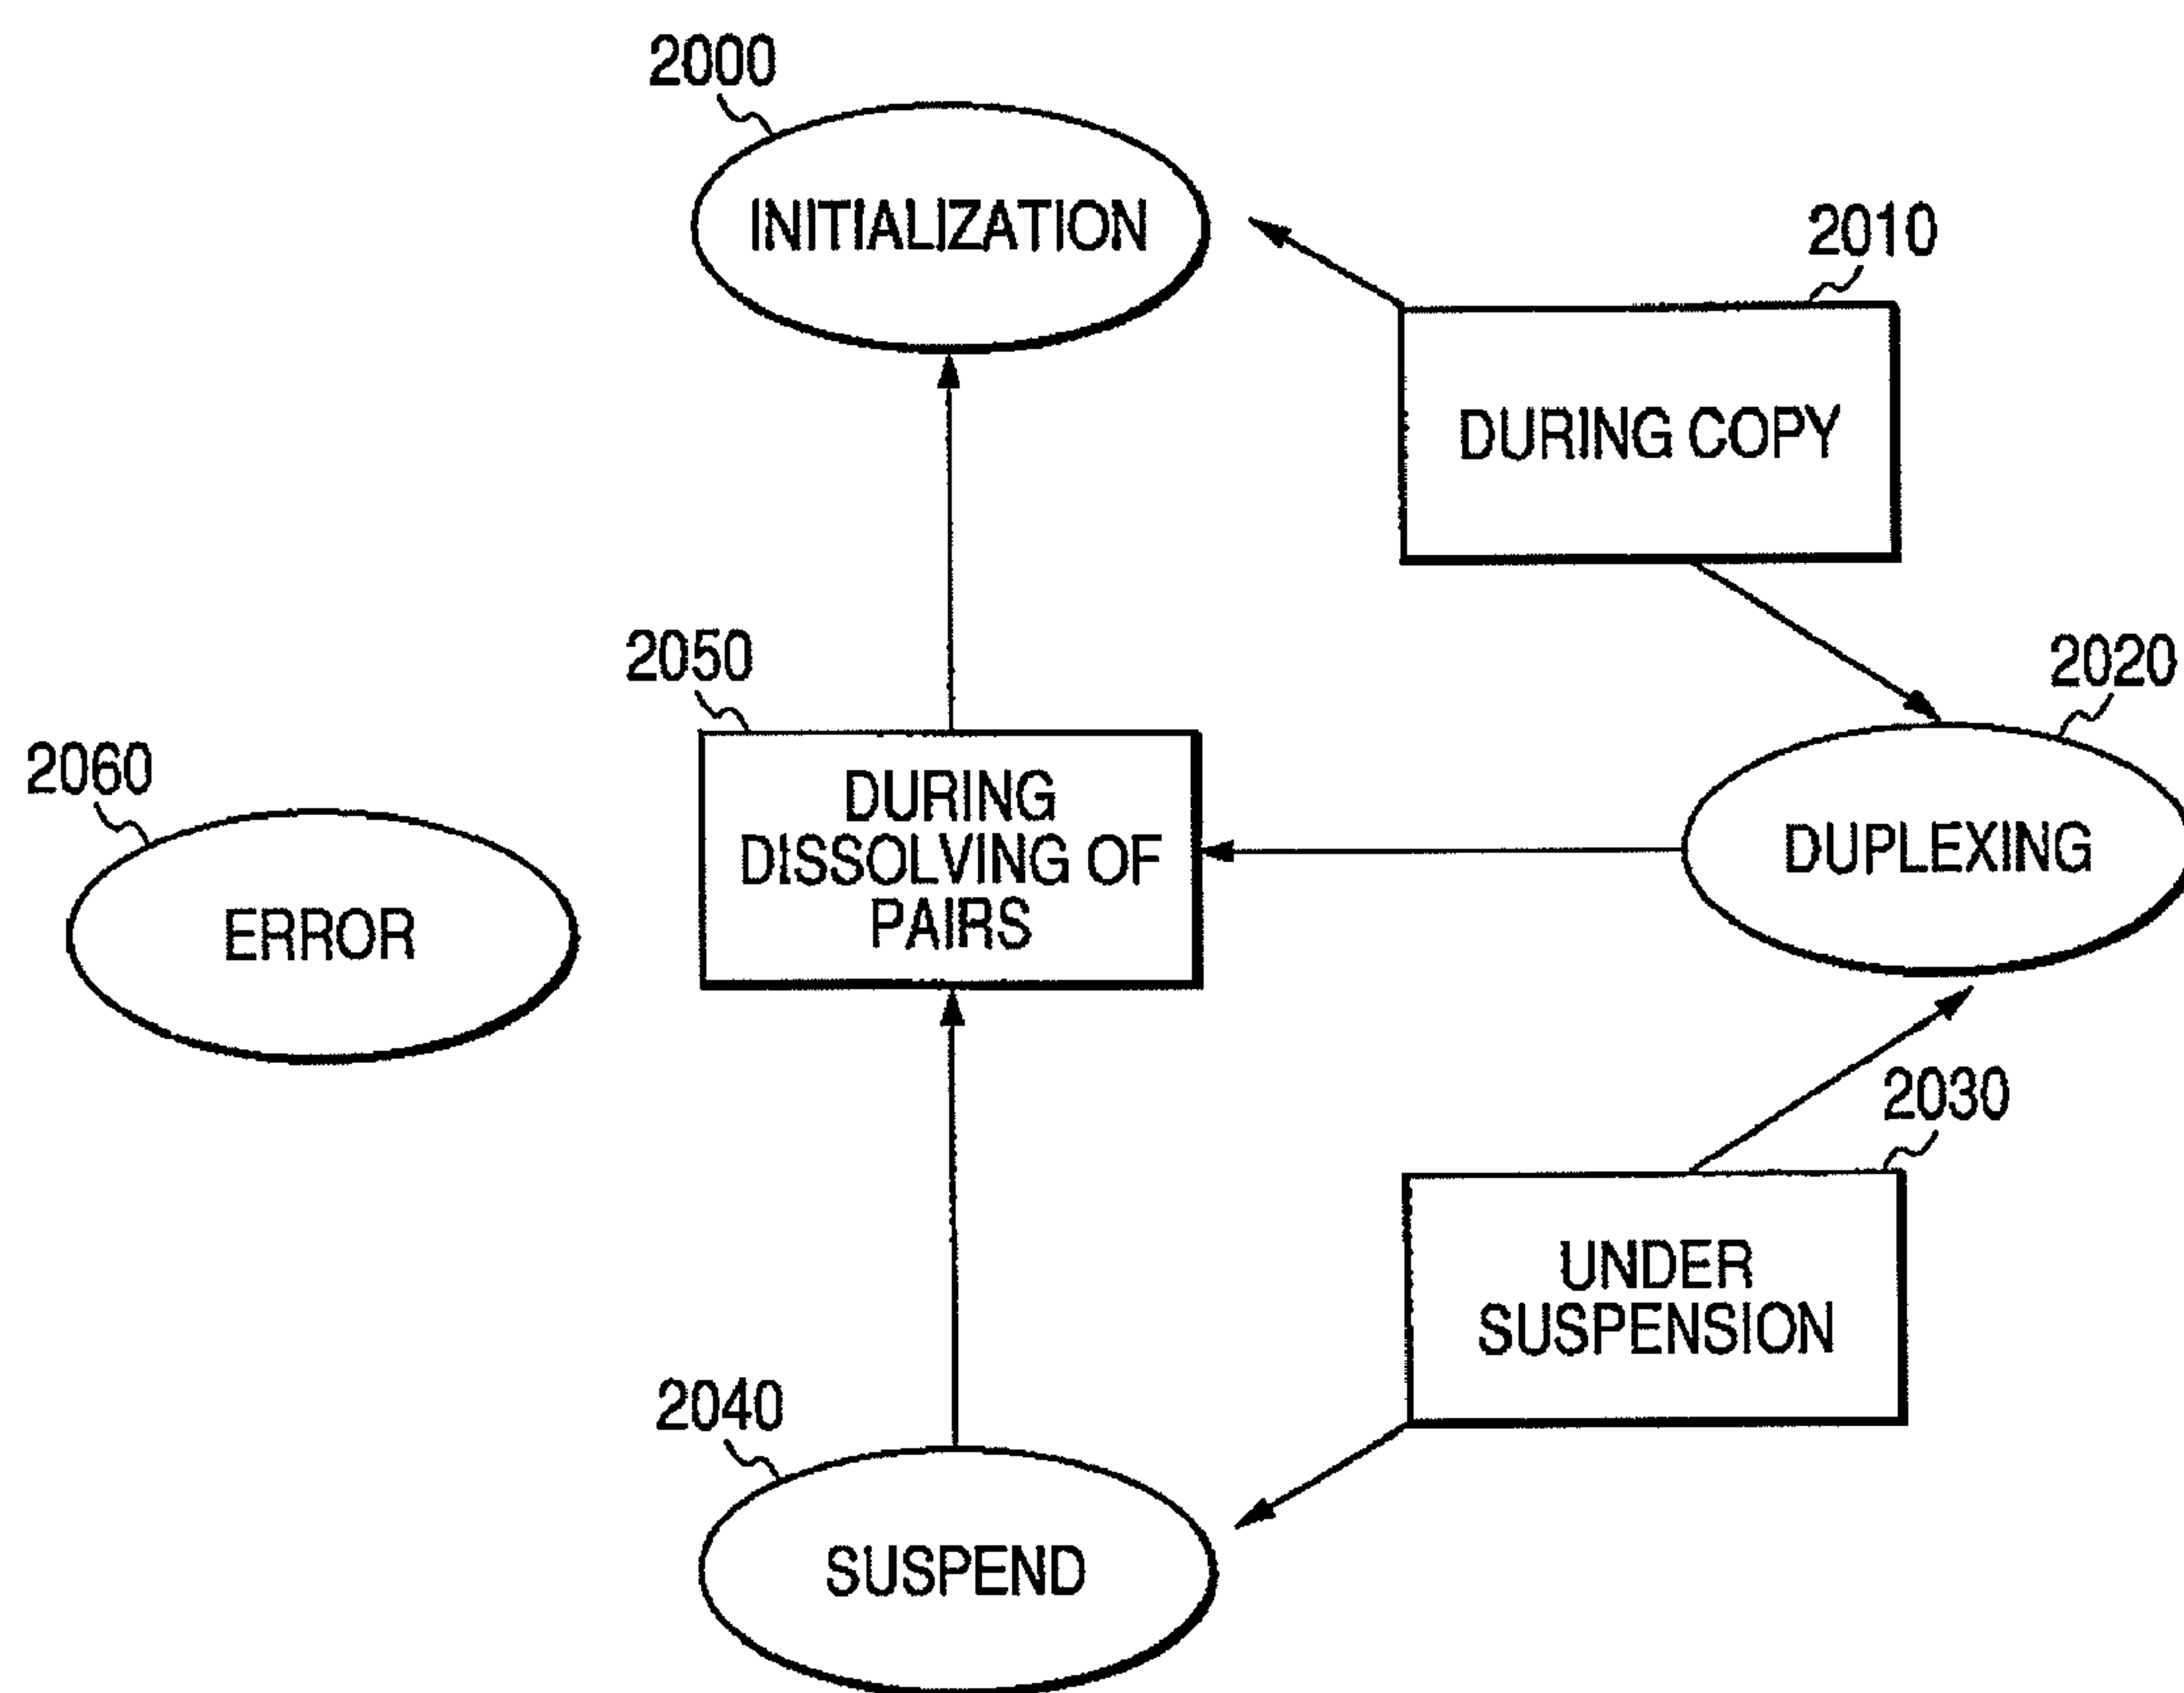 2000
INITIALIZATION
2010
DURING COPY
2020
DUPLEXING
2050
DURING
DISSOLVING OF
PAIRS
2060
ERROR
2030
UNDER
SUSPENSION
2040
SUSPEND